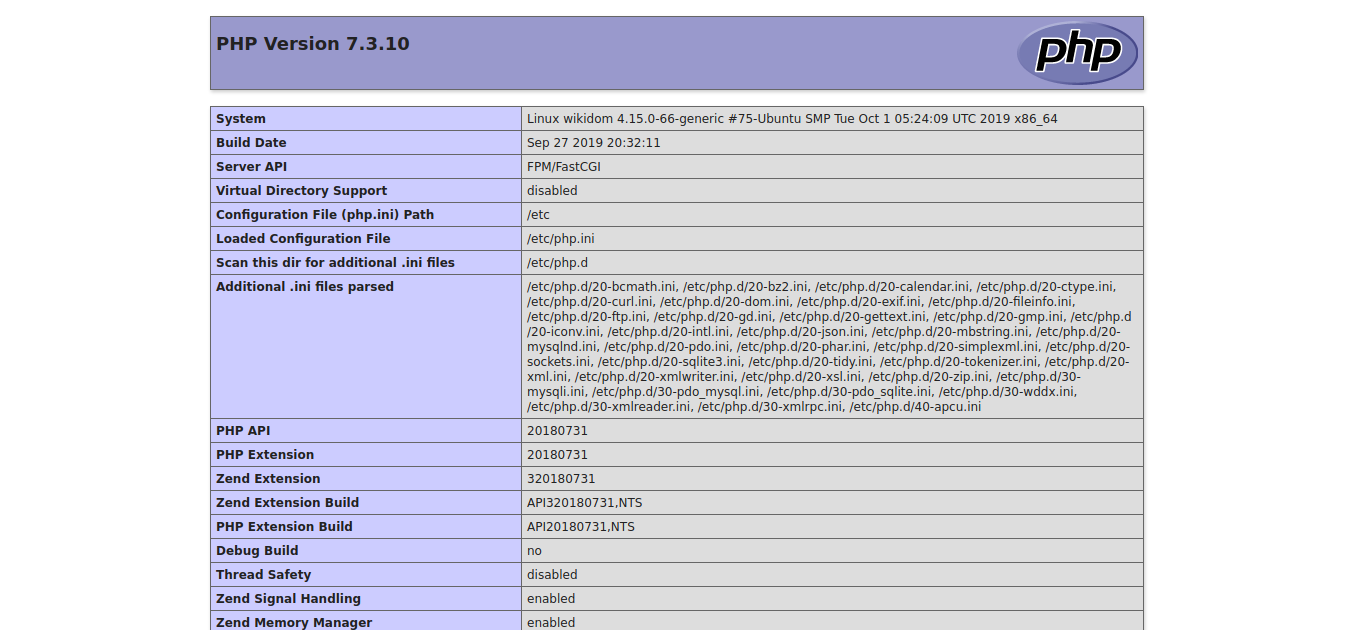 PHP Version 7.3.10
php
System Linux wikidom 4.15.0-66-generic #75-Ubuntu SMP Tue Oct 1 05:24:09 UTC 2019 x86_64
Build Date Sep 27 2019 20:32:11
Server API FPM/FastCGI
Virtual Directory Support disabled
Configuration File (php.ini) Path /etc
Loaded Configuration File /etc/php.ini
Scan this dir for additional .ini files /etc/php.d
Additional .ini files parsed /etc/php.d/20-bcmath.ini, /etc/php.d/20-bz2.ini, /etc/php.d/20-calendar.ini, /etc/php.d/20-ctype.ini,
/etc/php.d/20-curl.ini, /etc/php.d/20-dom.ini, /etc/php.d/20-exif.ini, /etc/php.d/20-fileinfo.ini,
/etc/php.d/20-ftp.ini, /etc/php.d/20-gd.ini, /etc/php.d/20-gettext.ini, /etc/php.d/20-gmp.ini, /etc/php.d
/20-iconv.ini, /etc/php.d/20-intl.ini, /etc/php.d/20-json.ini, /etc/php.d/20-mbstring.ini, /etc/php.d/20-
mysqlnd.ini, /etc/php.d/20-pdo.ini, /etc/php.d/20-phar.ini, /etc/php.d/20-simplexml.ini, /etc/php.d/20-
sockets.ini, /etc/php.d/20-sqlite3.ini, /etc/php.d/20-tidy.ini, /etc/php.d/20-tokenizer.ini, /etc/php.d/20-
xml.ini, /etc/php.d/20-xmlwriter.ini, /etc/php.d/20-xsl.ini, /etc/php.d/20-zip.ini, /etc/php.d/30-
mysqli.ini, /etc/php.d/30-pdo_mysql.ini, /etc/php.d/30-pdo_sqlite.ini, /etc/php.d/30-wddx.ini,
/etc/php.d/30-xmlreader.ini, /etc/php.d/30-xmlrpc.ini, /etc/php.d/40-apcu.ini
PHP API 20180731
PHP Extension 20180731
Zend Extension 320180731
Zend Extension Build API320180731,NTS
PHP Extension Build API20180731,NTS
Debug Build no
Thread Safety disabled
Zend Signal Handling enabled
Zend Memory Manager enabled